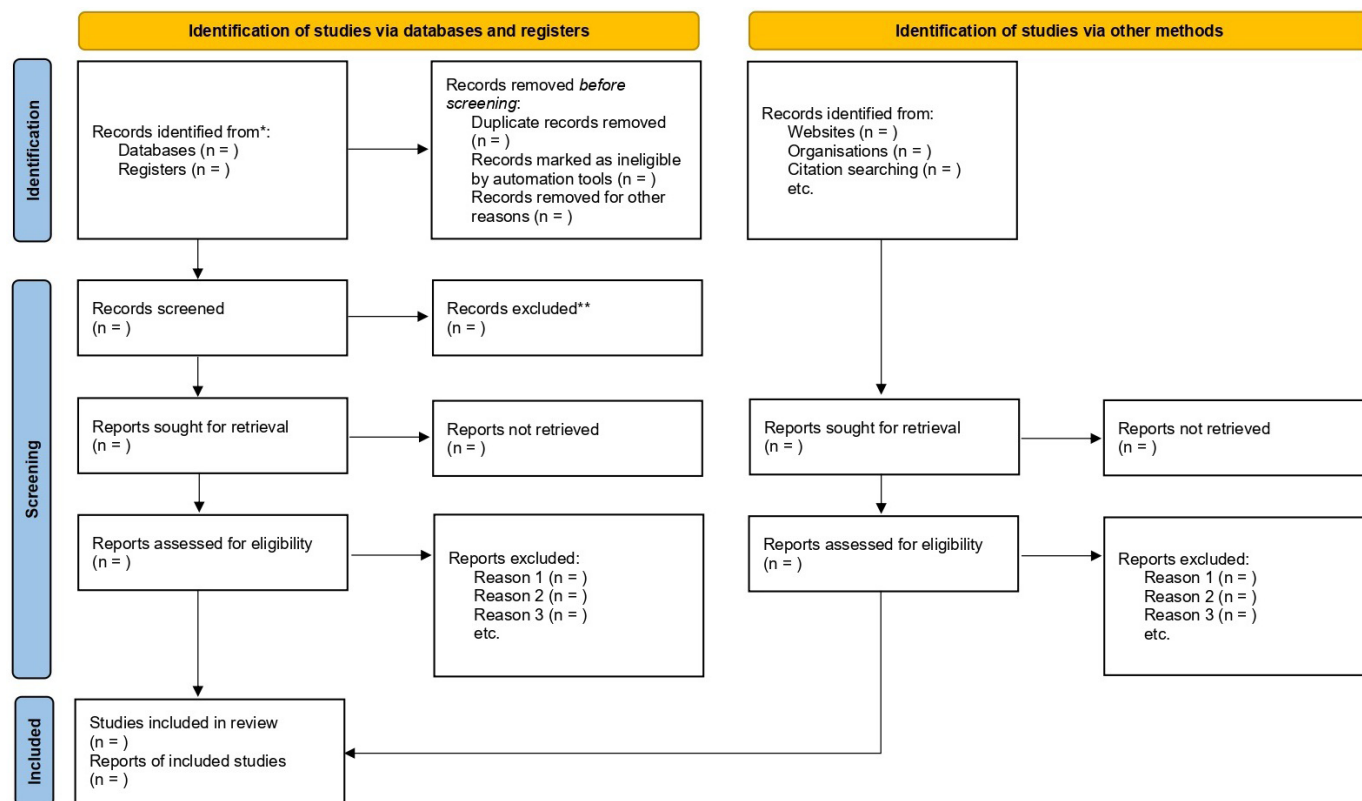 Identification of studies via databases and registers
Identification of studies via other methods
Identification
Records identified from*:
Databases (n = )
Registers (n = )
Records removed before
screening:
Duplicate records removed
(n = )
Records marked as ineligible
by automation tools (n = )
Records removed for other
reasons (n = )
Records identified from:
Websites (n = )
Organisations (n = )
Citation searching (n = )
etc.
Screening
Records screened
(n = )
Records excluded**
(n = )
Reports sought for retrieval
(n = )
Reports not retrieved
(n = )
Reports sought for retrieval
(n = )
Reports not retrieved
(n = )
Reports assessed for eligibility
(n = )
Reports excluded:
Reason 1 (n = )
Reason 2 (n = )
Reason 3 (n = )
etc.
Reports assessed for eligibility
(n = )
Reports excluded:
Reason 1 (n = )
Reason 2 (n = )
Reason 3 (n = )
etc.
Included
Studies included in review
(n = )
Reports of included studies
(n = )